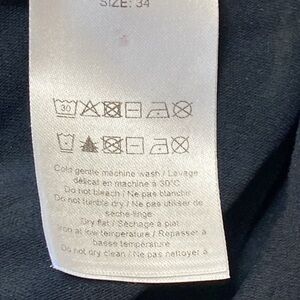 SIZE: 34
30
Cold gentle machine wash / Lavage
délicat en machine à 30°C
Do not bleach / Ne pas blanchir
Do not tumble dry / Ne pas utiliser de
sèche-linge
Dry flat / Séchage à plat
Iron at low temperature / Repasser à
basse température
Do not dry clean / Ne pas nettoyer à